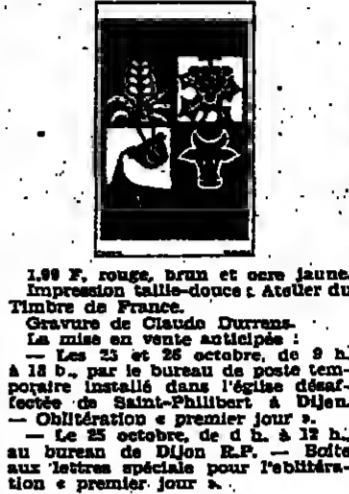 1,00 F, rouge, brun et ocre jaune.
Impression taille-douce ; Atelier du
Timbre de France.
Gravure de Claude Durrens.
La mise en vente anticipée :
— Les 25 et 26 octobre, de 9 h.
à 18 h., par le bureau de poste tem-
poraire installé dans l'église désaf-
fectée de Saint-Philibert à Dijon.
— Oblitération « premier jour ».
— Le 25 octobre, de 8 h. à 12 h.,
au bureau de Dijon R.P. — Boîte
aux lettres spéciale pour l'oblitéra-
tion « premier jour ».